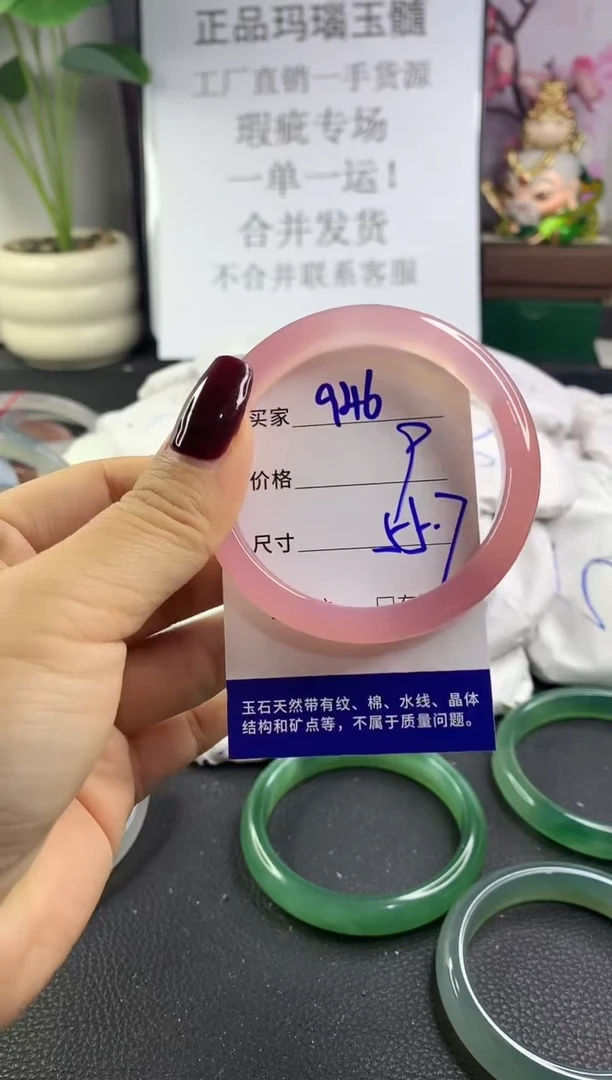 正品玛瑙玉髓
工厂直销一手货源
瑕疵专场
一单一运！
合并发货
不合并联系客服
买家 946
价格
尺寸 55.7
玉石天然带有纹、棉、水线、晶体
结构和矿点等，不属于质量问题。